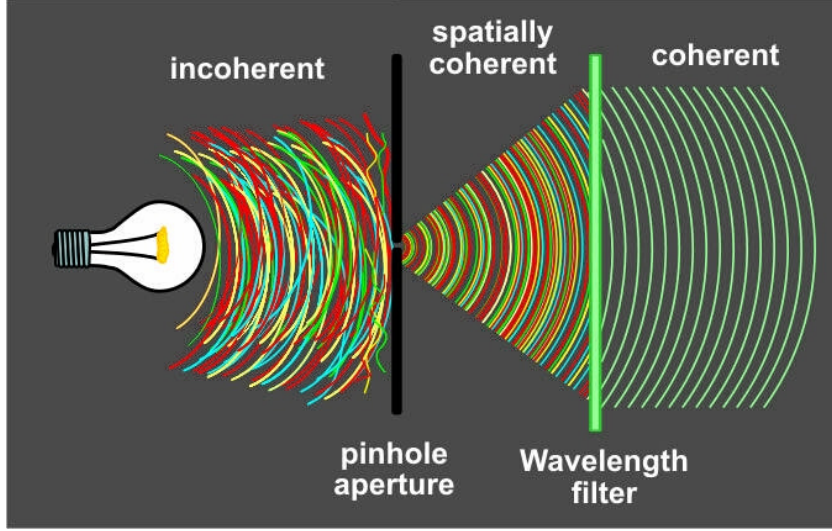 incoherent
spatially
coherent
coherent
pinhole
aperture
Wavelength
filter